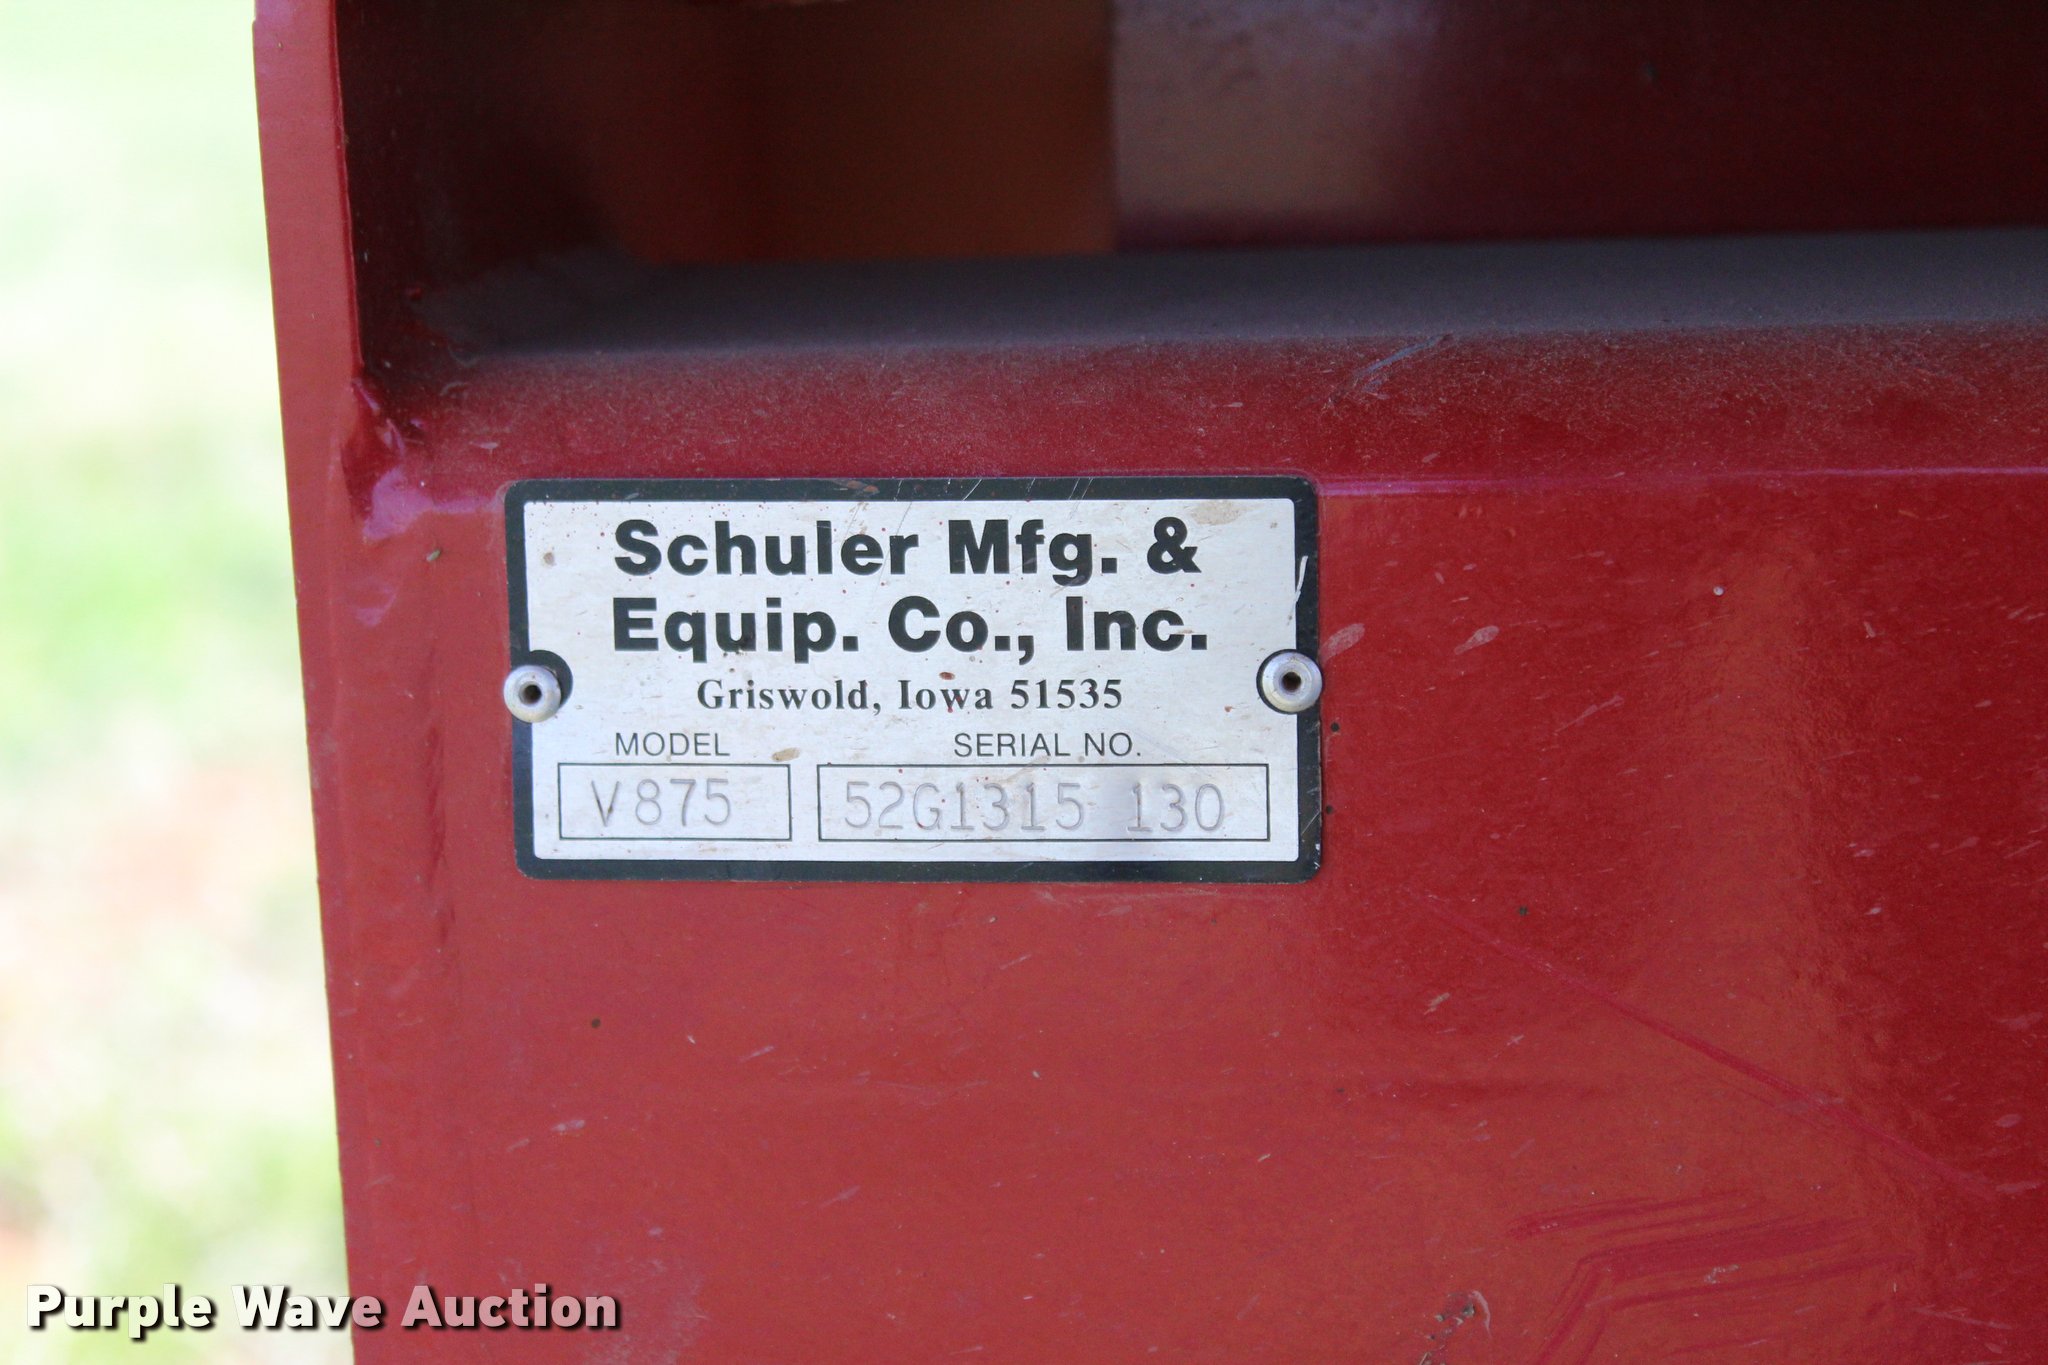 Schuler Mfg. &
Equip. Co., Inc.
Griswold, Iowa 51535
MODEL SERIAL NO.
V875 52G1315 130
Purple Wave Auction